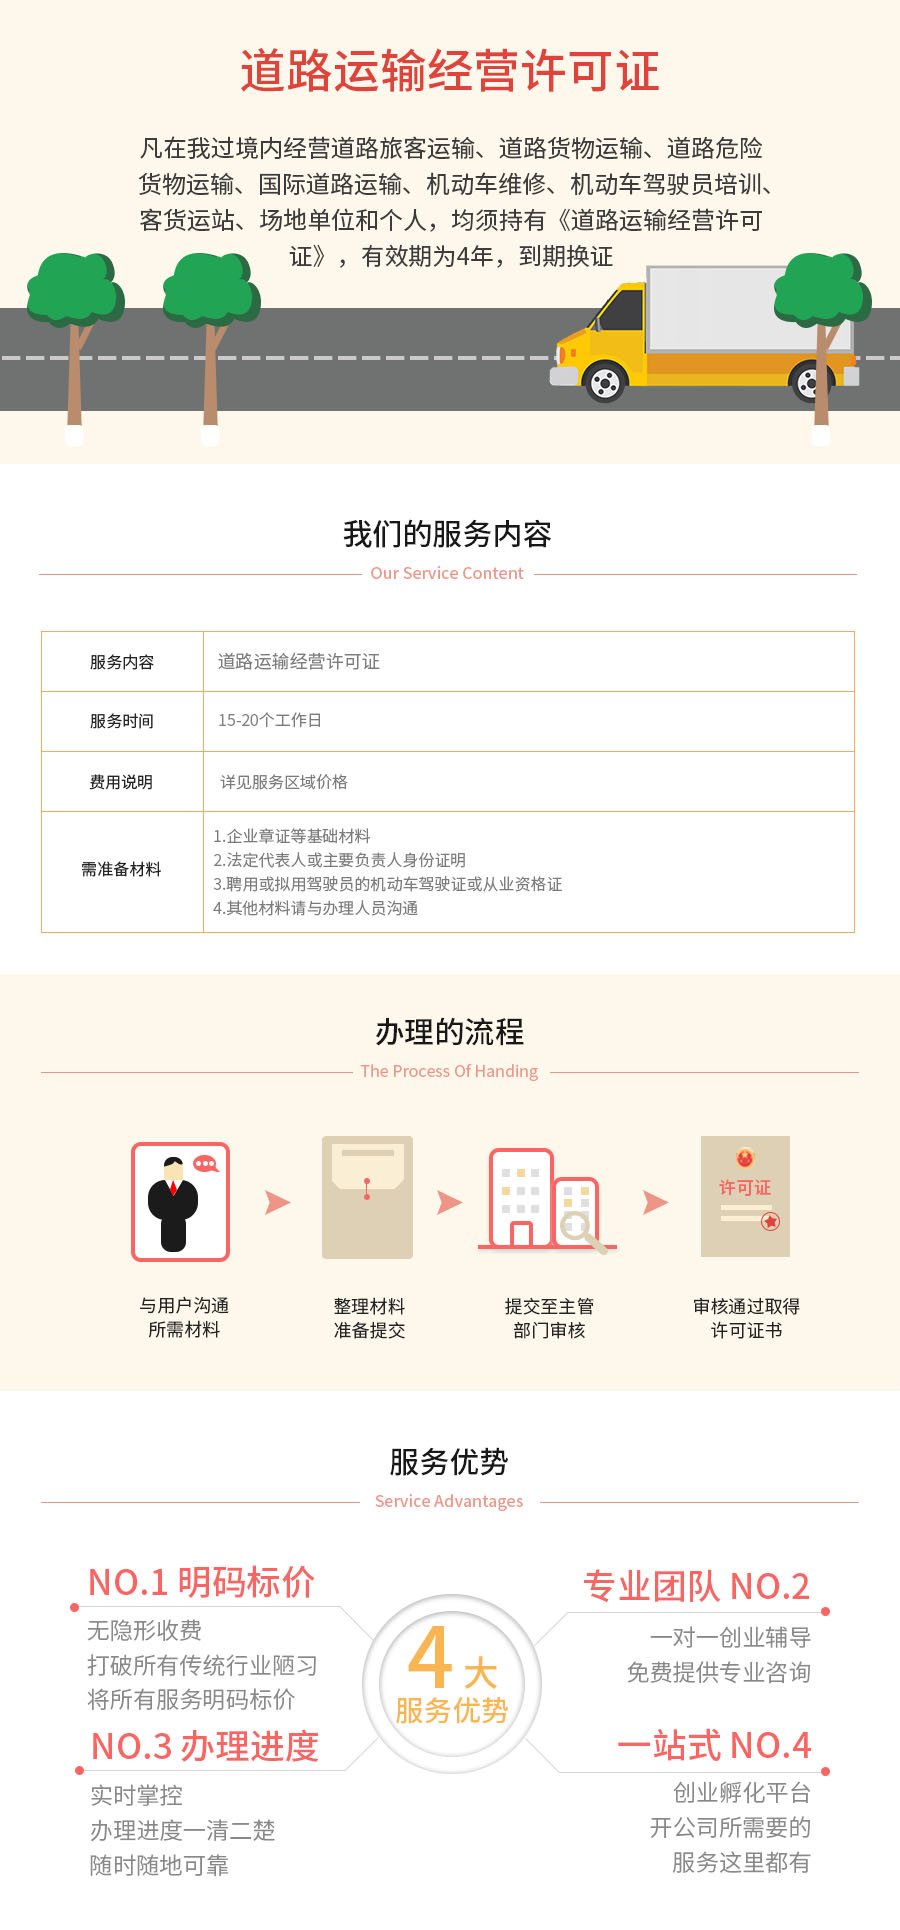 道路运输经营许可证
凡在我过境内经营道路旅客运输、道路货物运输、道路危险
货物运输、国际道路运输、机动车维修、机动车驾驶员培训、
客货运站、场地单位和个人，均须持有《道路运输经营许可
证》，有效期为4年，到期换证
我们的服务内容
Our Service Content
服务内容
道路运输经营许可证
服务时间
15-20个工作日
费用说明
详见服务区域价格
需准备材料
1.企业章证等基础材料
2.法定代表人或主要负责人身份证明
3.聘用或拟用驾驶员的机动车驾驶证或从业资格证
4.其他材料请与办理人员沟通
办理的流程
The Process Of Handing
许可证
与用户沟通
所需材料
整理材料
准备提交
提交至主管
部门审核
审核通过取得
许可证书
服务优势
Service Advantages
NO.1 明码标价
无隐形收费
打破所有传统行业陋习
将所有服务明码标价
专业团队 NO.2
一对一创业辅导
免费提供专业咨询
4大
服务优势
NO.3 办理进度
实时掌控
办理进度一清二楚
随时随地可靠
一站式 NO.4
创业孵化平台
开公司所需要的
服务这里都有